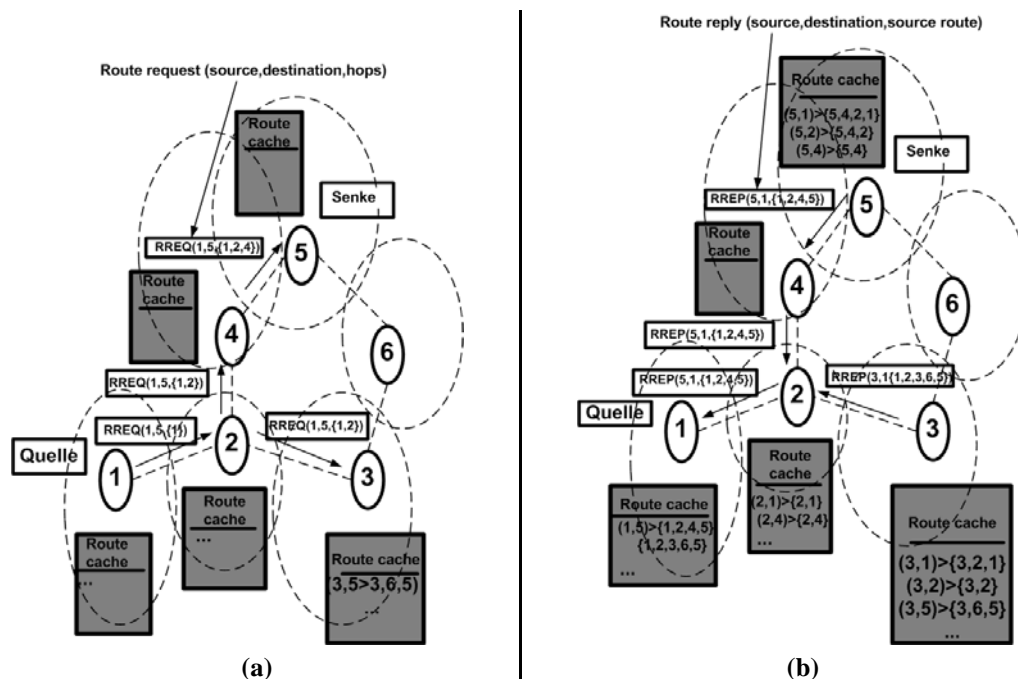 Route request (source,destination,hops)
Route
cache
Senke
RREQ(1,5,{1,2,4})
5
Route
cache
4
6
RREQ(1,5,{1,2})
RREQ(1,5,{1})
RREQ(1,5,{1,2})
2
Quelle
1
3
Route
cache
...
Route
cache
...
Route cache
(3,5>3,6,5)
...
(a)
Route reply (source,destination,source route)
Route cache
(5,1)>{5,4,2,1}
(5,2)>{5,4,2}
(5,4)>{5,4}
Senke
RREP(5,1,{1,2,4,5})
5
Route
cache
4
6
RREP(5,1,{1,2,4,5})
RREP(5,1,{1,2,4,5})
RREP(3,1{1,2,3,6,5})
2
Quelle
1
3
Route
cache
(2,1)>{2,1}
(2,4)>{2,4}
...
Route cache
(1,5)>{1,2,4,5}
{1,2,3,6,5}
...
Route cache
(3,1)>{3,2,1}
(3,2)>{3,2}
(3,5)>{3,6,5}
...
(b)